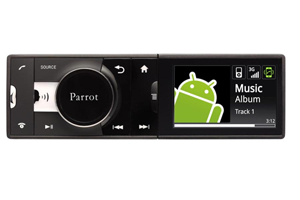 SOURCE
Parrot
3G
Music
Album
Track 1
3:12